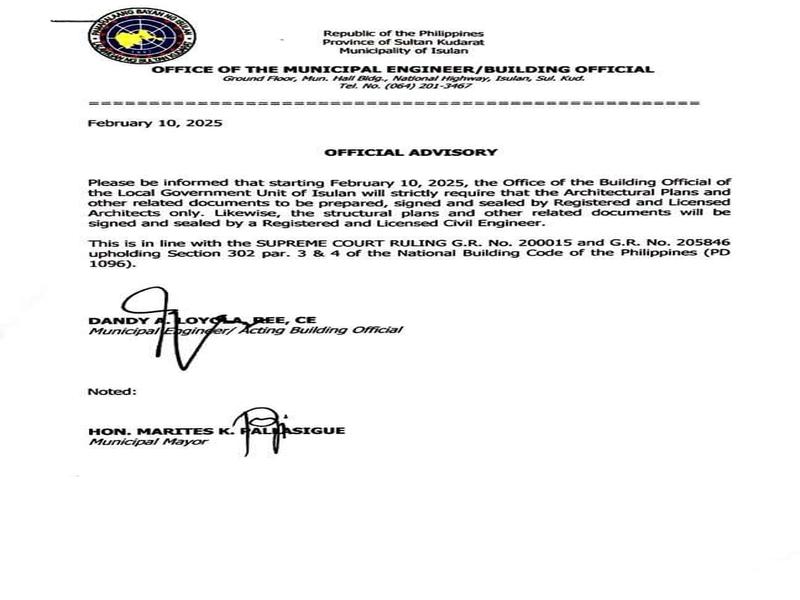 Republic of the Philippines
Province of Sultan Kudarat
Municipality of Isulan
OFFICE OF THE MUNICIPAL ENGINEER/BUILDING OFFICIAL
Ground Floor, Mun. Hall Bldg., National Highway, Isulan, Sul. Kud.
Tel. No. (064) 201-3467
February 10, 2025
OFFICIAL ADVISORY
Please be informed that starting February 10, 2025, the Office of the Building Official of
the Local Government Unit of Isulan will strictly require that the Architectural Plans and
other related documents to be prepared, signed and sealed by Registered and Licensed
Architects only. Likewise, the structural plans and other related documents will be
signed and sealed by a Registered and Licensed Civil Engineer.
This is in line with the SUPREME COURT RULING G.R. No. 200015 and G.R. No. 205846
upholding Section 302 par. 3 & 4 of the National Building Code of the Philippines (PD
1096).
DANDY A. LOYOLA, REE, CE
Municipal Engineer/ Acting Building Official
Noted:
HON. MARITES K. PALLASIGUE
Municipal Mayor